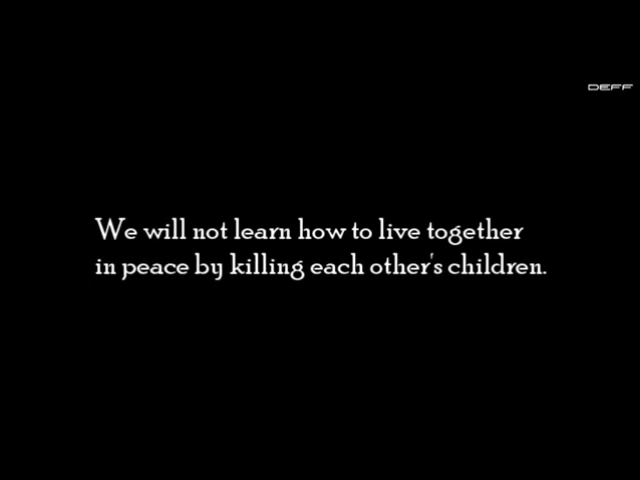 DEFF
We will not learn how to live together
in peace by killing each other's children.